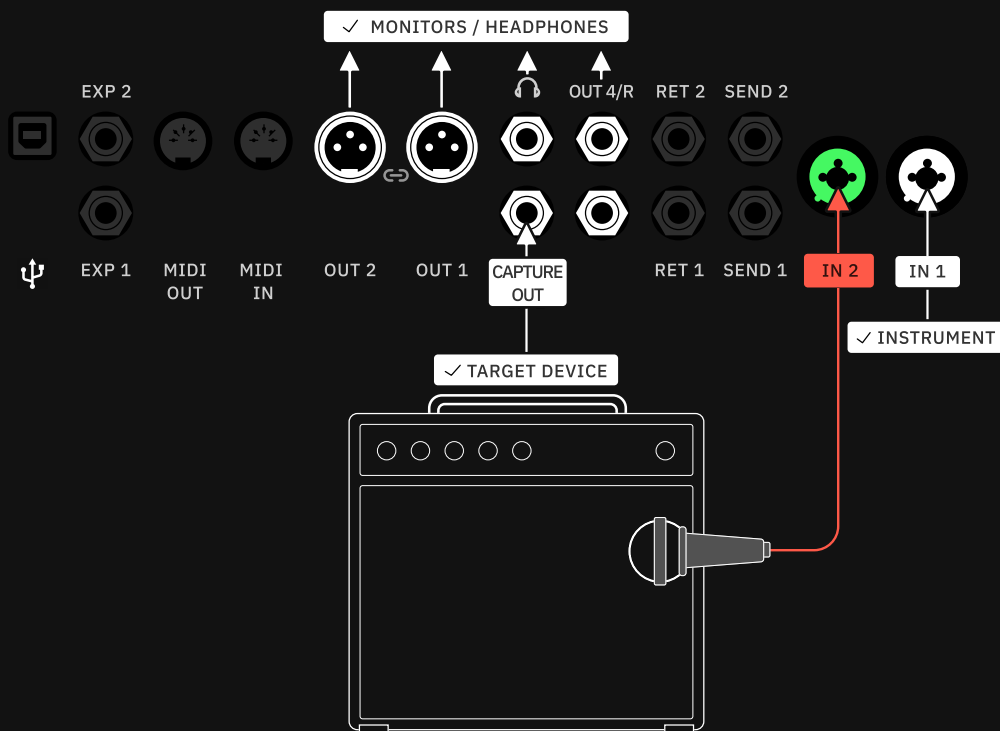 ✓ MONITORS / HEADPHONES
EXP 2
OUT 4/R
RET 2
SEND 2
EXP 1
MIDI
OUT
MIDI
IN
OUT 2
OUT 1
CAPTURE
OUT
RET 1
SEND 1
IN 2
IN 1
✓ INSTRUMENT
✓ TARGET DEVICE